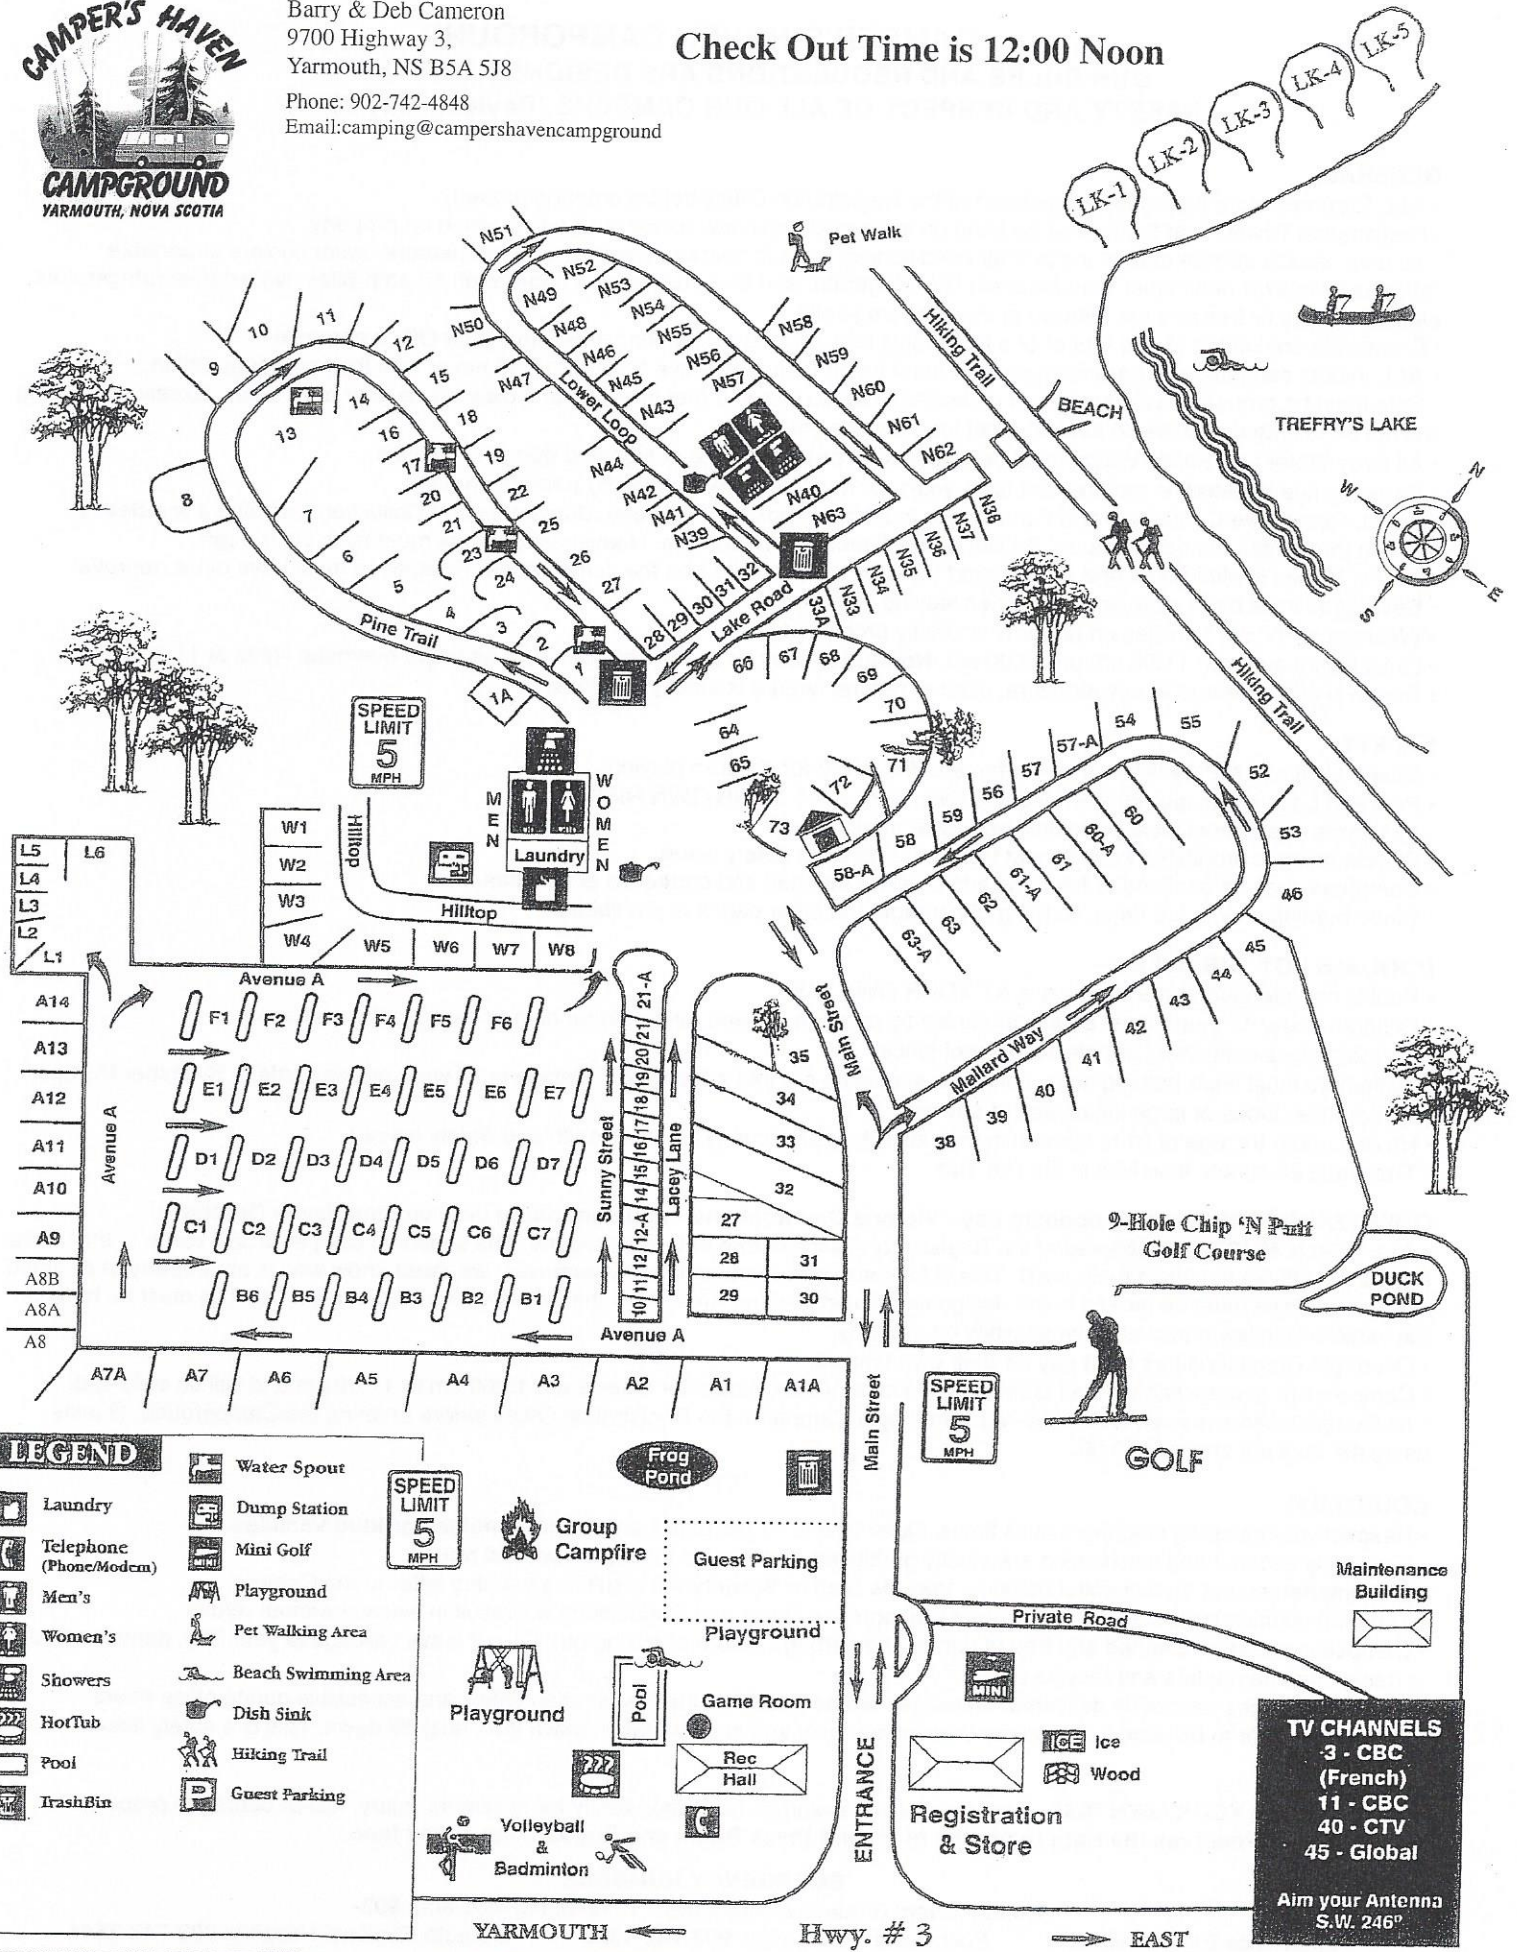 CAMPER'S HAVEN
CAMPGROUND
YARMOUTH, NOVA SCOTIA
Barry & Deb Cameron
9700 Highway 3,
Yarmouth, NS B5A 5J8
Phone: 902-742-4848
Email:camping@campershavencampground
Check Out Time is 12:00 Noon
LK-1
LK-2
LK-3
LK-4
LK-5
Pet Walk
Hiking Trail
BEACH
TREFRY'S LAKE
N
W
E
S
Hiking Trail
N51
N52
N49
N53
N54
N48
N55
N50
N46
N56
N47
N45
N57
N43
Lower Loop
N58
N59
N60
N61
N62
N44
N42
N41
N39
N40
N63
N38
N37
N36
N35
N34
N33
33A
9
10
11
12
15
14
18
13
16
17
19
8
7
20
22
21
25
6
23
26
5
24
27
4
3
2
1
Pine Trail
1A
28
29
30
31
32
Lake Road
66
67
68
69
70
64
65
71
72
73
SPEED
LIMIT
5
MPH
MEN
WOMEN
Laundry
Hilltop
Hilltop
W1
W2
W3
W4
W5
W6
W7
W8
L5
L6
L4
L3
L2
L1
58-A
58
59
56
57
57-A
54
55
52
53
60
60-A
61
61-A
62
63
63-A
46
45
44
43
42
41
40
39
38
Mallard Way
Main Street
Avenue A
A14
A13
A12
A11
A10
A9
A8B
A8A
A8
Avenue A
F1
F2
F3
F4
F5
F6
E1
E2
E3
E4
E5
E6
E7
D1
D2
D3
D4
D5
D6
D7
C1
C2
C3
C4
C5
C6
C7
B6
B5
B4
B3
B2
B1
Sunny Street
21-A
21
20
19
18
17
16
15
14
12-A
12
11
10
Lacey Lane
35
34
33
32
27
28
31
29
30
Avenue A
A7A
A7
A6
A5
A4
A3
A2
A1
A1A
Main Street
9-Hole Chip 'N Putt
Golf Course
DUCK
POND
SPEED
LIMIT
5
MPH
GOLF
LEGEND
Laundry
Telephone
(Phone/Modem)
Men's
Women's
Showers
HotTub
Pool
TrashBin
Water Spout
Dump Station
Mini Golf
Playground
Pet Walking Area
Beach Swimming Area
Dish Sink
Hiking Trail
P
Guest Parking
SPEED
LIMIT
5
MPH
Frog
Pond
Group
Campfire
Guest Parking
Playground
Playground
Pool
Game Room
Rec
Hall
Volleyball
&
Badminton
ENTRANCE
Private Road
Maintenance
Building
MINI
ICE
Ice
Wood
Registration
& Store
TV CHANNELS
3 - CBC
(French)
11 - CBC
40 - CTV
45 - Global
Aim your Antenna
S.W. 246°
YARMOUTH
Hwy. # 3
EAST